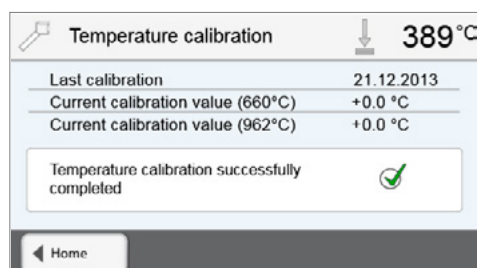 Temperature calibration 389°C
Last calibration 21.12.2013
Current calibration value (660°C) +0.0 °C
Current calibration value (962°C) +0.0 °C
Temperature calibration successfully
completed
Home